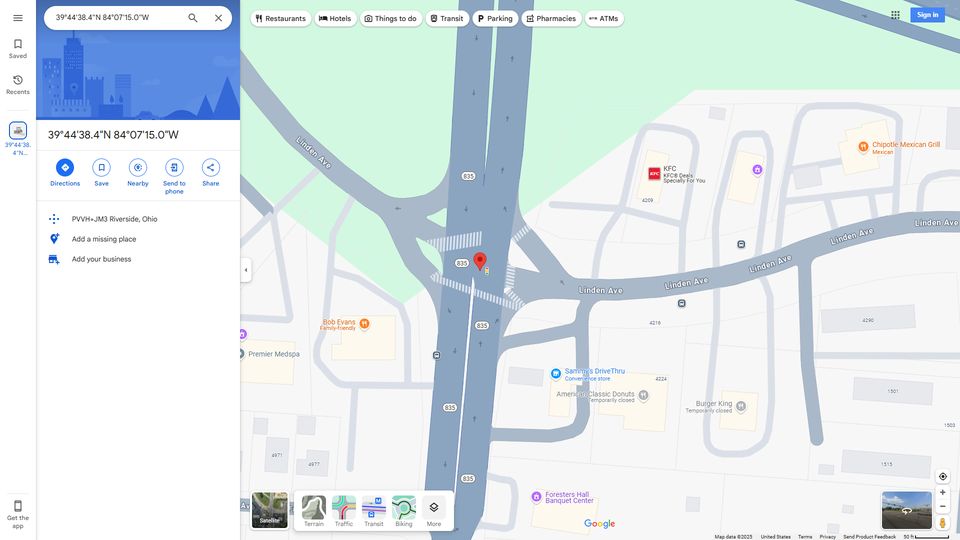 39°44'38.4"N 84°07'15.0"W
Saved
Recents
39°44'38.
4"N...
Get the
app
39°44'38.4"N 84°07'15.0"W
Directions
Save
Nearby
Send to
phone
Share
PVVH+JM3 Riverside, Ohio
Add a missing place
Add your business
Restaurants
Hotels
Things to do
Transit
Parking
Pharmacies
ATMs
Sign in
Linden Ave
835
Chipotle Mexican Grill
Mexican
KFC
KFC® Deals
Specially For You
4209
Linden Ave
Linden Ave
Linden Ave
835
Linden Ave
Linden Ave
835
4216
4290
Bob Evans
Family-friendly
Premier Medspa
Sammy's DriveThru
Convenience store
4224
American Classic Donuts
Temporarily closed
Burger King
Temporarily closed
1501
1503
835
4971
4977
1515
835
Foresters Hall
Banquet Center
Satellite
Terrain
Traffic
Transit
Biking
More
Google
Map data ©2025
United States
Terms
Privacy
Send Product Feedback
50 ft